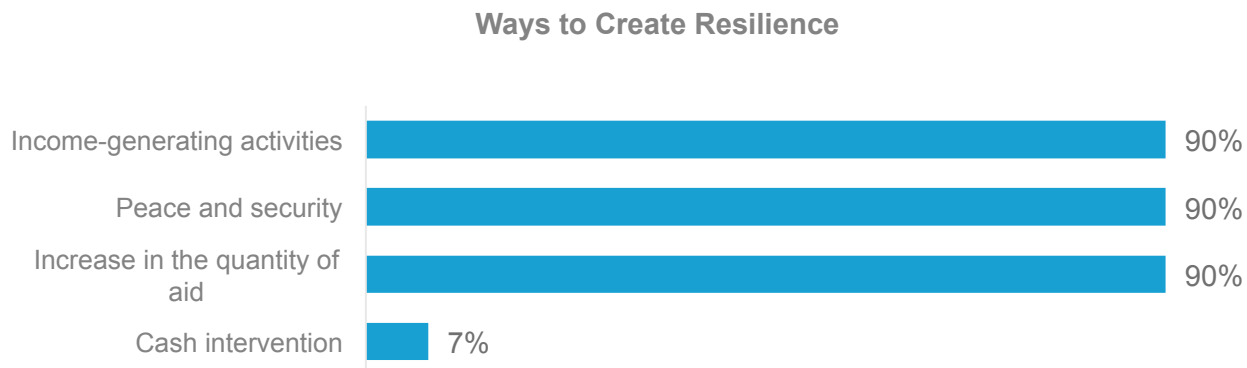 Ways to Create Resilience
Income-generating activities
90%
Peace and security
90%
Increase in the quantity of
aid
90%
Cash intervention
7%